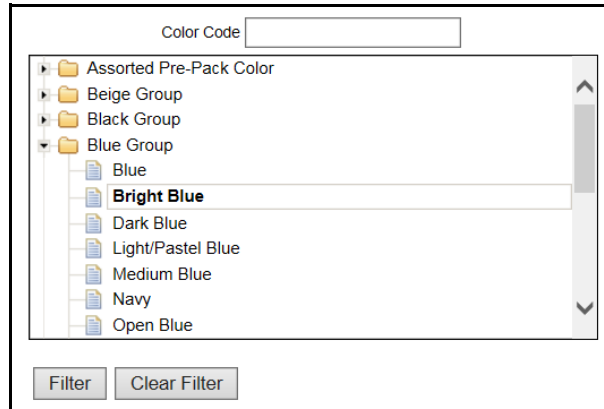 Color Code
Assorted Pre-Pack Color
Beige Group
Black Group
Blue Group
Blue
Bright Blue
Dark Blue
Light/Pastel Blue
Medium Blue
Navy
Open Blue
Filter Clear Filter